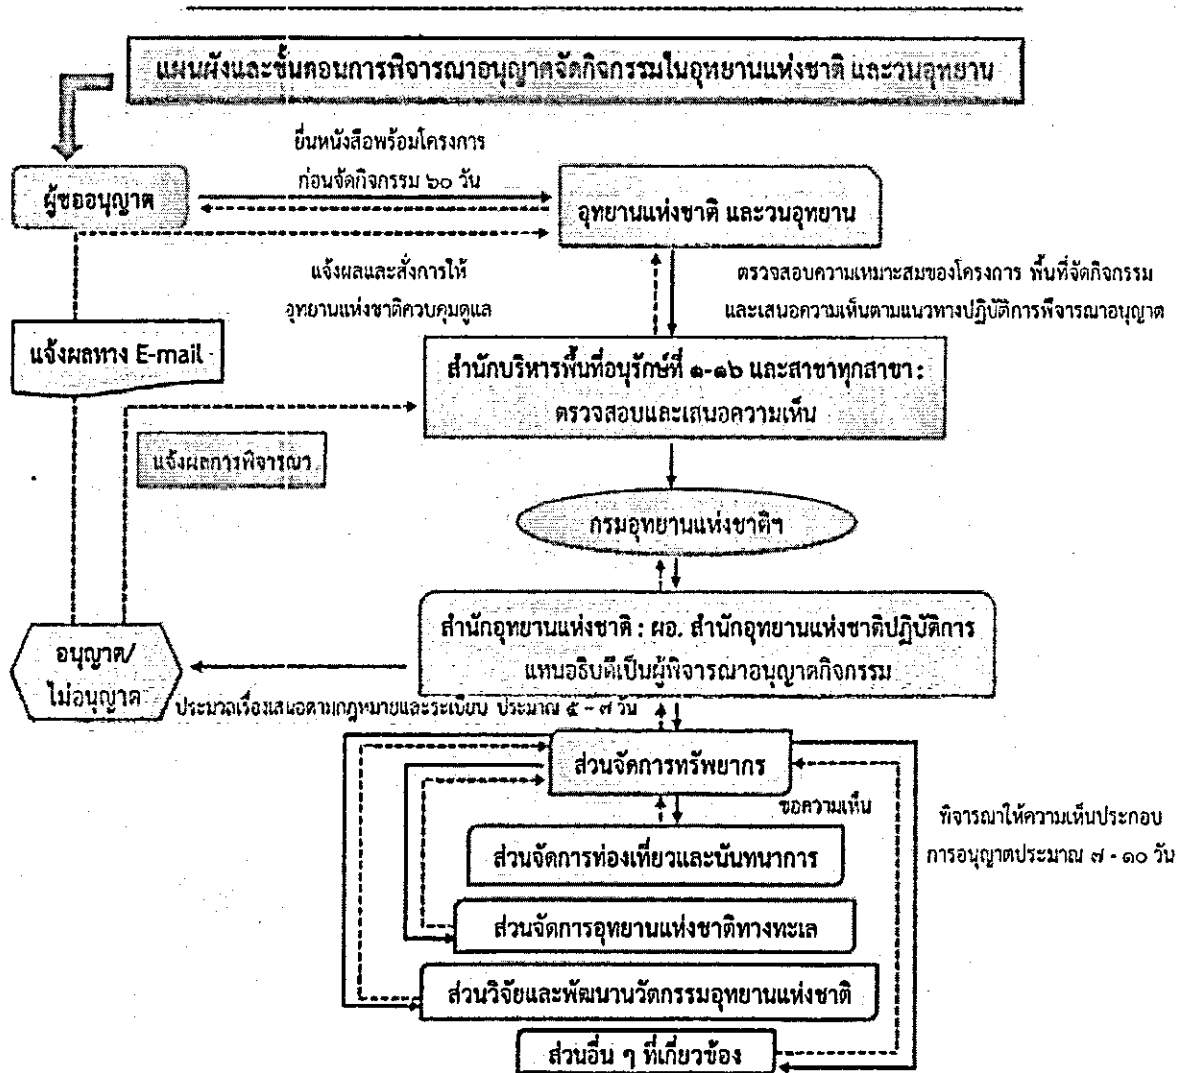 แผนผังและขั้นตอนการพิจารณาอนุญาตจัดกิจกรรมในอุทยานแห่งชาติ และวนอุทยาน
ยื่นหนังสือพร้อมโครงการ
ก่อนจัดกิจกรรม ๖๐ วัน
ผู้ขออนุญาต
อุทยานแห่งชาติ และวนอุทยาน
แจ้งผลและสั่งการให้
อุทยานแห่งชาติควบคุมดูแล
ตรวจสอบความเหมาะสมของโครงการ พื้นที่จัดกิจกรรม
และเสนอความเห็นตามแนวทางปฏิบัติการพิจารณาอนุญาต
แจ้งผลทาง E-mail
สำนักบริหารพื้นที่อนุรักษ์ที่ ๑-๑๖ และสาขาทุกสาขา :
ตรวจสอบและเสนอความเห็น
แจ้งผลการพิจารณา
กรมอุทยานแห่งชาติฯ
สำนักอุทยานแห่งชาติ : ผอ. สำนักอุทยานแห่งชาติปฏิบัติการ
แทนอธิบดีเป็นผู้พิจารณาอนุญาตกิจกรรม
อนุญาต/
ไม่อนุญาต
ประมวลเรื่องเสนอตามกฎหมายและระเบียบ ประมาณ ๕ - ๗ วัน
ส่วนจัดการทรัพยากร
ขอความเห็น
พิจารณาให้ความเห็นประกอบ
การอนุญาตประมาณ ๗ - ๑๐ วัน
ส่วนจัดการท่องเที่ยวและนันทนาการ
ส่วนจัดการอุทยานแห่งชาติทางทะเล
ส่วนวิจัยและพัฒนานวัตกรรมอุทยานแห่งชาติ
ส่วนอื่น ๆ ที่เกี่ยวข้อง